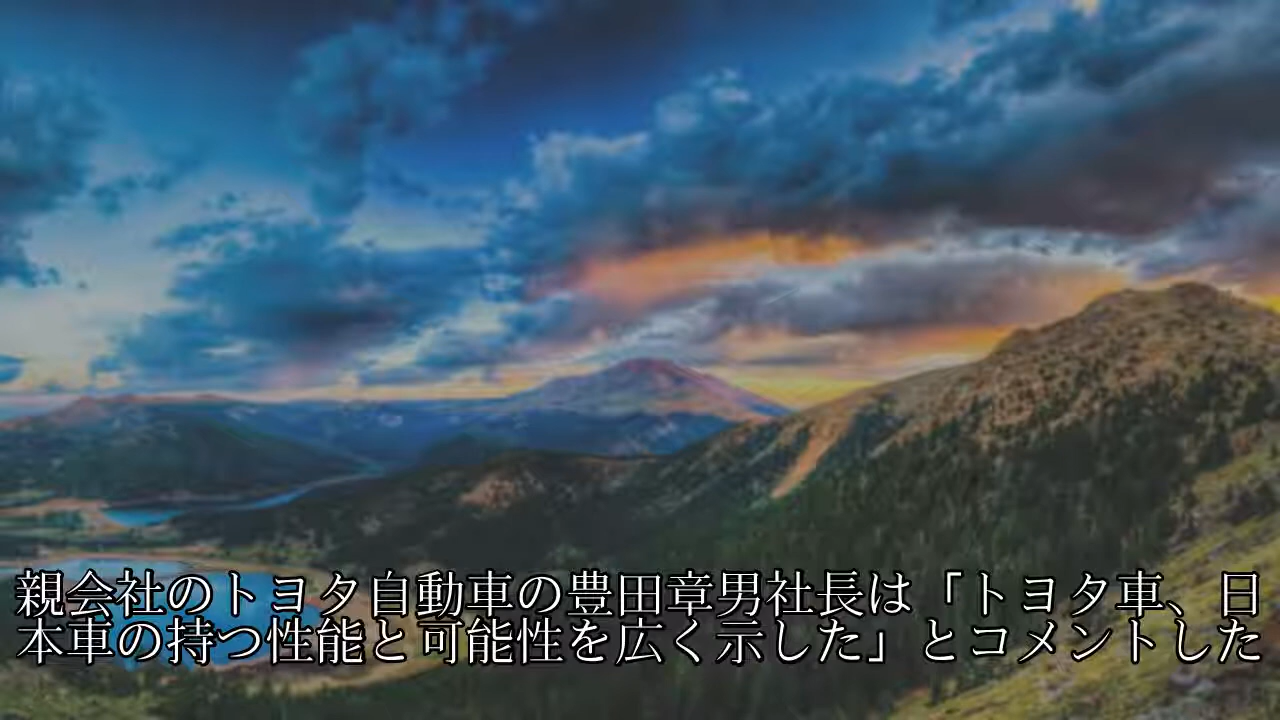 親会社のトヨタ自動車の豊田章男社長は「トヨタ車、日
本車の持つ性能と可能性を広く示した」とコメントした